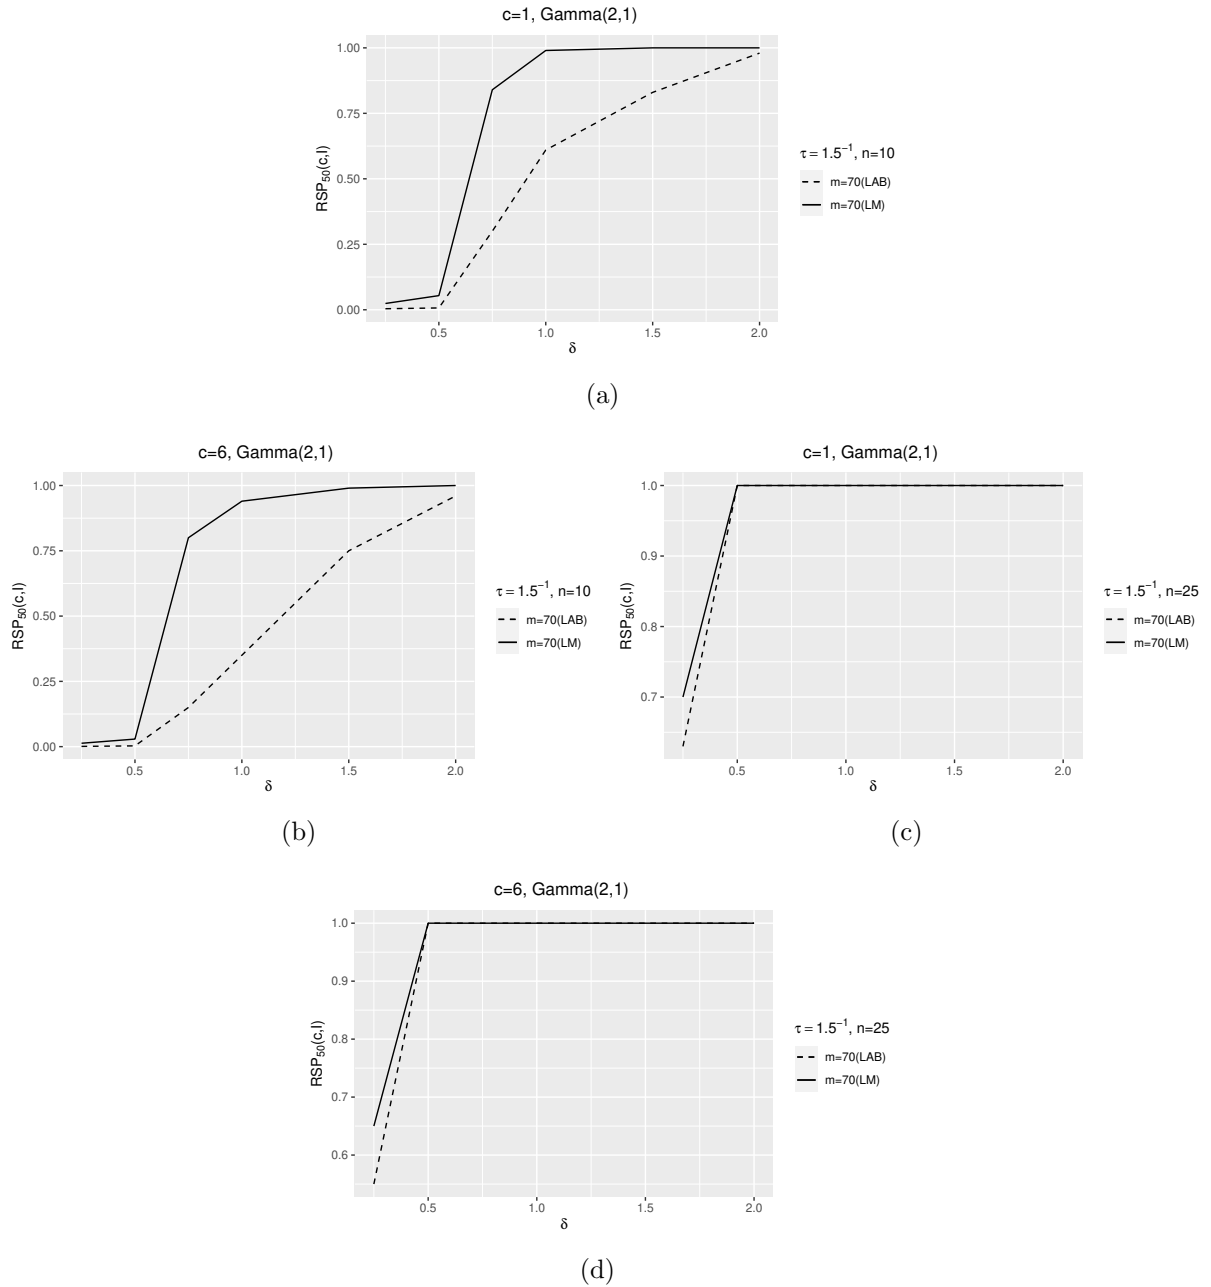 c=1, Gamma(2,1)
1.00
0.75
0.50
0.25
0.00
RSP₅₀(c,I)
0.5 1.0 1.5 2.0
δ
τ = 1.5⁻¹, n=10
m=70(LAB)
m=70(LM)
(a)
c=6, Gamma(2,1)
1.00
0.75
0.50
0.25
0.00
RSP₅₀(c,I)
0.5 1.0 1.5 2.0
δ
τ = 1.5⁻¹, n=10
m=70(LAB)
m=70(LM)
(b)
c=1, Gamma(2,1)
1.0
0.9
0.8
0.7
RSP₅₀(c,I)
0.5 1.0 1.5 2.0
δ
τ = 1.5⁻¹, n=25
m=70(LAB)
m=70(LM)
(c)
c=6, Gamma(2,1)
1.0
0.9
0.8
0.7
0.6
RSP₅₀(c,I)
0.5 1.0 1.5 2.0
δ
τ = 1.5⁻¹, n=25
m=70(LAB)
m=70(LM)
(d)